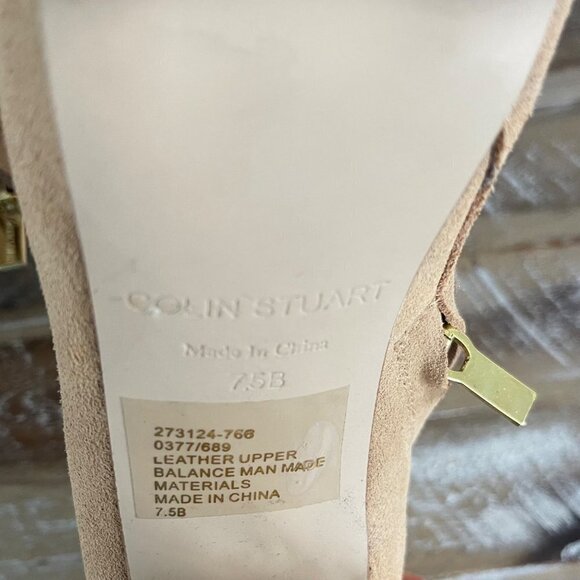 COLIN STUART
Made In China
7.5B
273124-766
0377/689
LEATHER UPPER
BALANCE MAN MADE
MATERIALS
MADE IN CHINA
7.5B